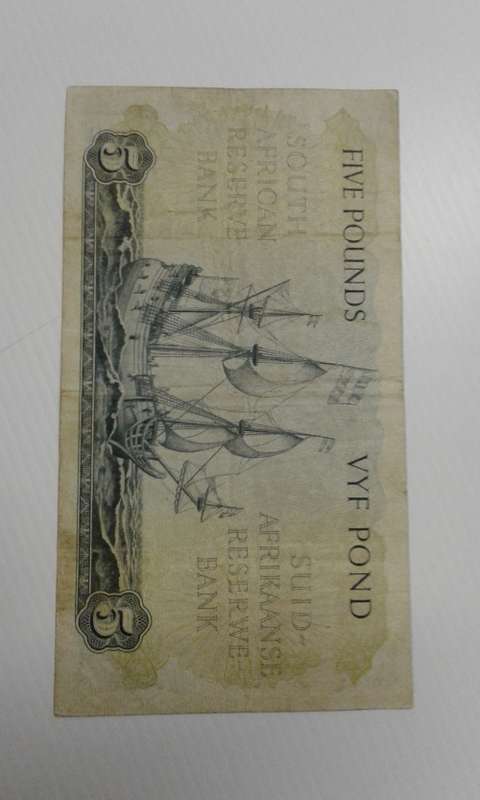 FIVE POUNDS VYF POND
SOUTH
AFRICAN
RESERVE
BANK
SUID-
AFRIKAANSE
RESERWE
BANK
5 5